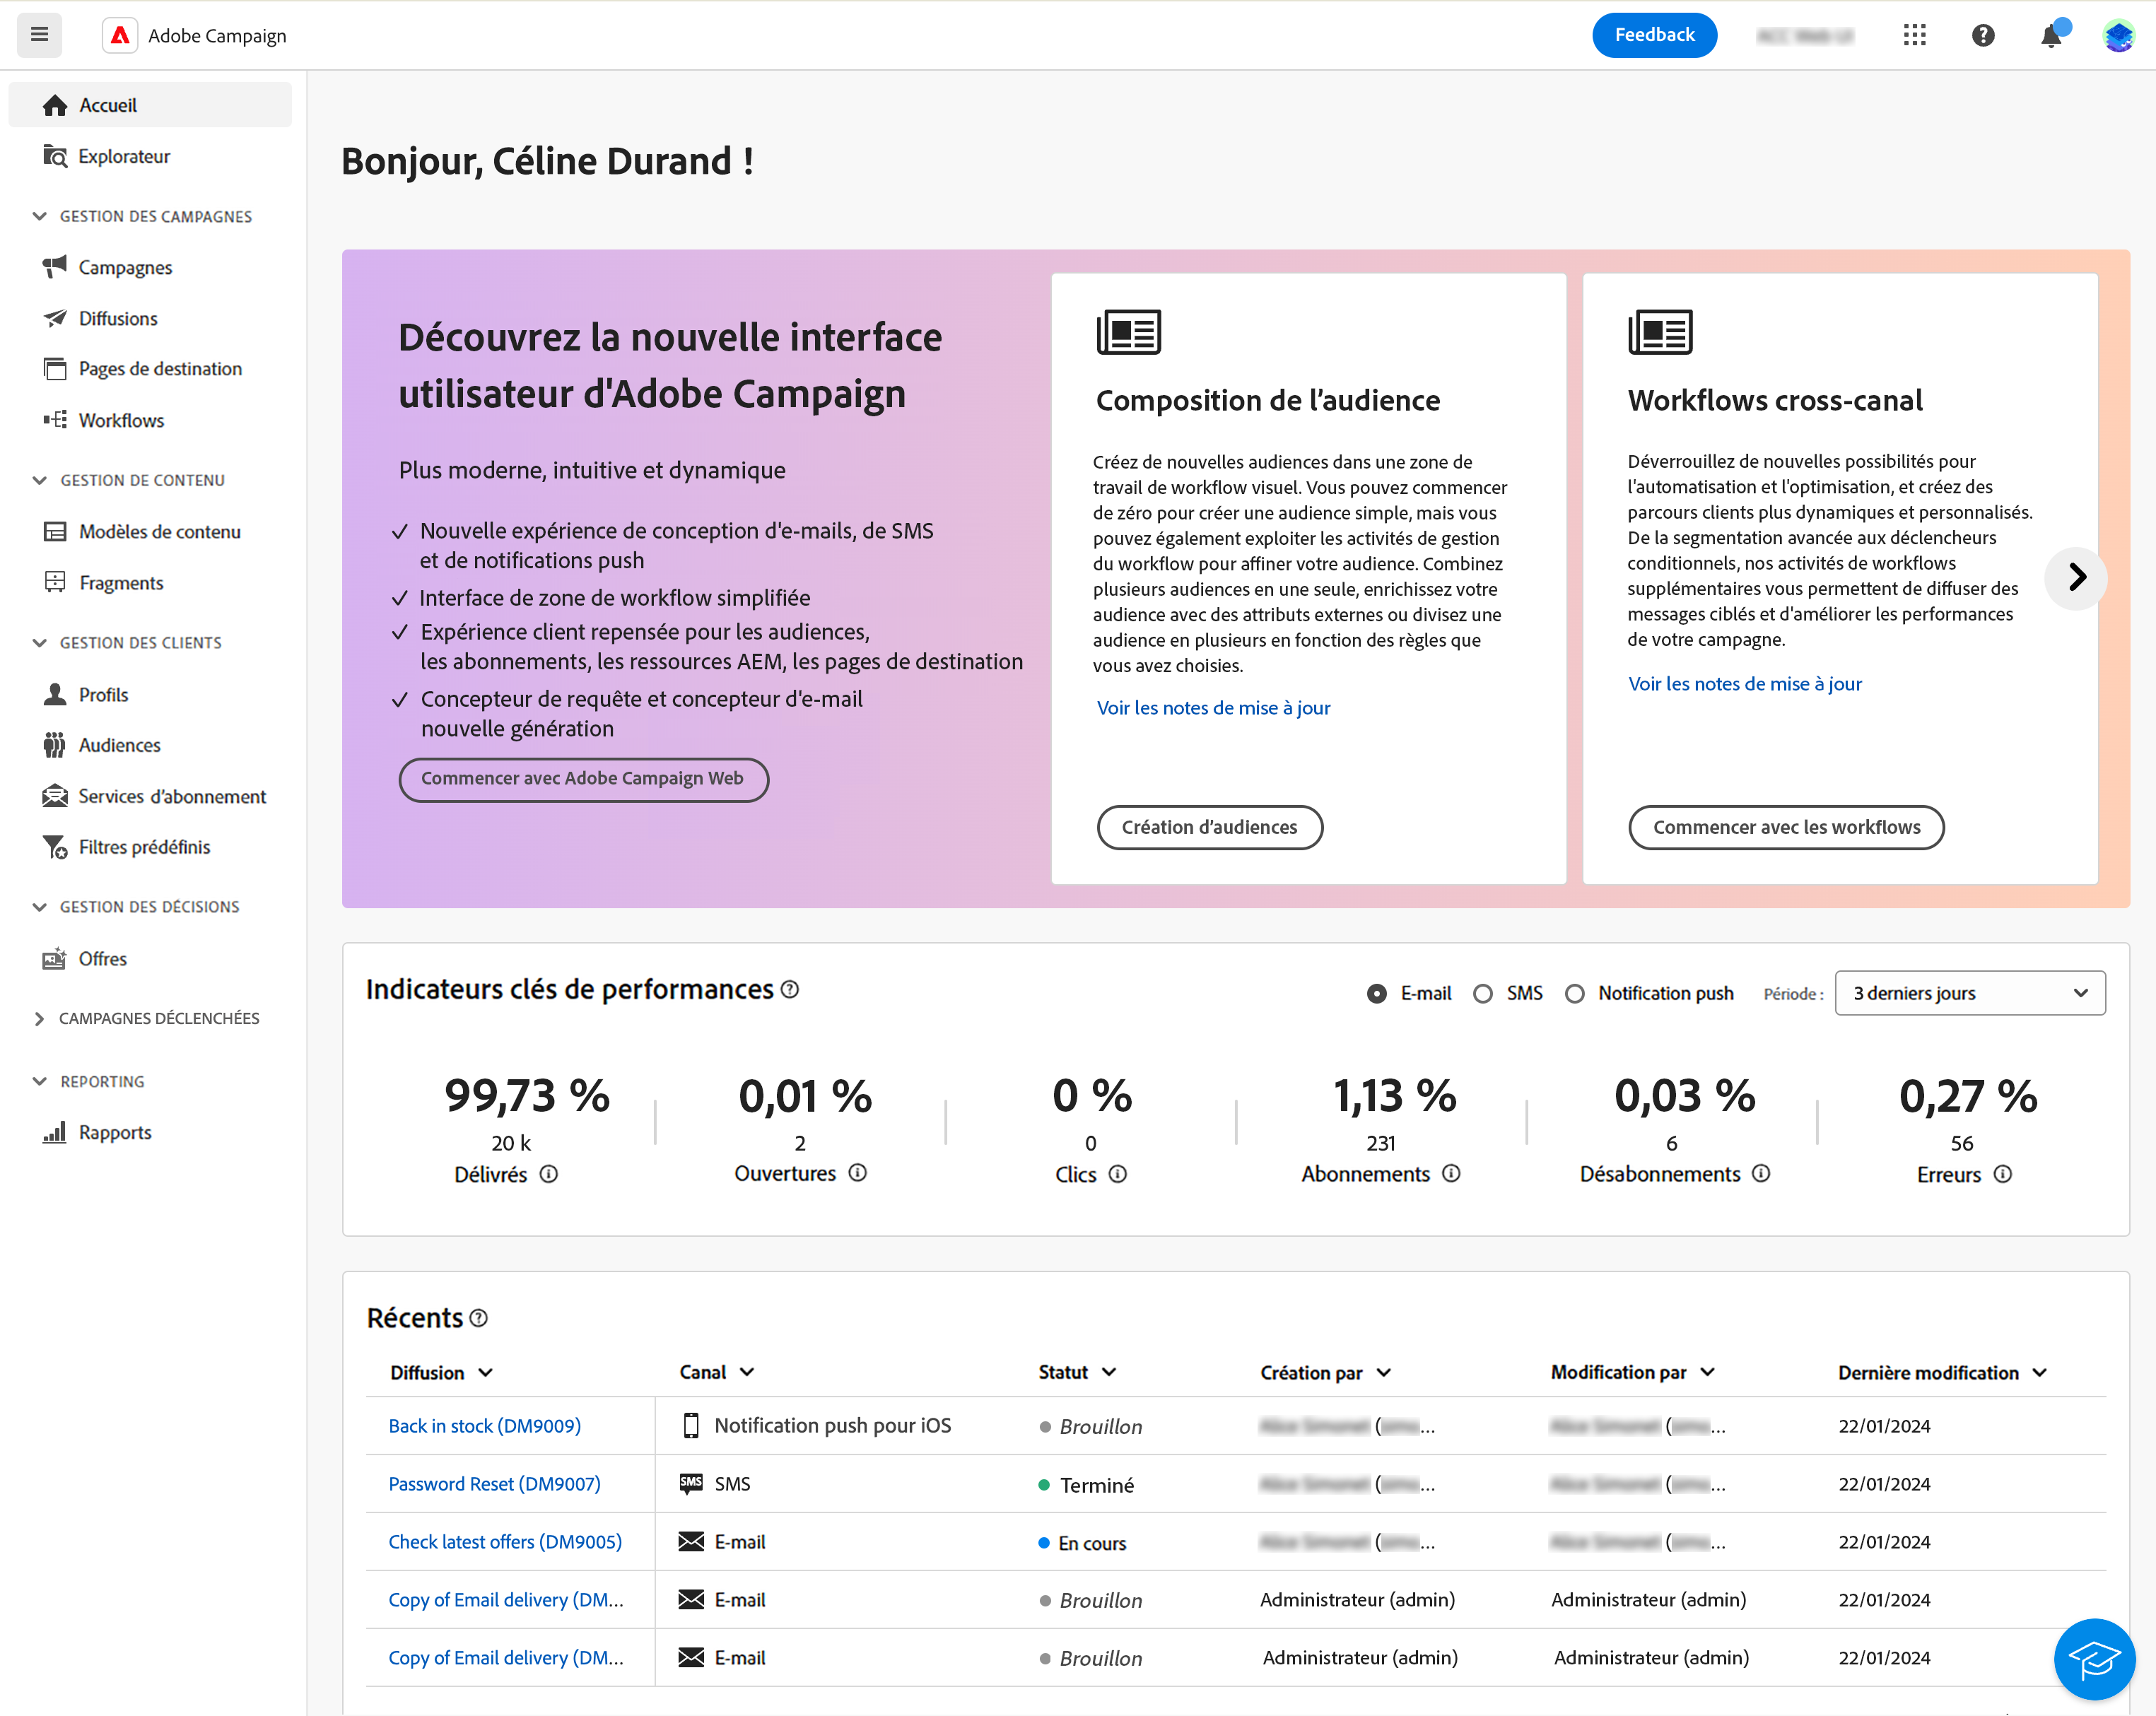 Adobe Campaign
Feedback
Accueil
Explorateur
GESTION DES CAMPAGNES
Campagnes
Diffusions
Pages de destination
Workflows
GESTION DE CONTENU
Modèles de contenu
Fragments
GESTION DES CLIENTS
Profils
Audiences
Services d'abonnement
Filtres prédéfinis
GESTION DES DÉCISIONS
Offres
CAMPAGNES DÉCLENCHÉES
REPORTING
Rapports
Bonjour, Céline Durand !
Découvrez la nouvelle interface
utilisateur d'Adobe Campaign
Plus moderne, intuitive et dynamique
Nouvelle expérience de conception d'e-mails, de SMS
et de notifications push
Interface de zone de workflow simplifiée
Expérience client repensée pour les audiences,
les abonnements, les ressources AEM, les pages de destination
Concepteur de requête et concepteur d'e-mail
nouvelle génération
Commencer avec Adobe Campaign Web
Composition de l’audience
Créez de nouvelles audiences dans une zone de
travail de workflow visuel. Vous pouvez commencer
de zéro pour créer une audience simple, mais vous
pouvez également exploiter les activités de gestion
du workflow pour affiner votre audience. Combinez
plusieurs audiences en une seule, enrichissez votre
audience avec des attributs externes ou divisez une
audience en plusieurs en fonction des règles que
vous avez choisies.
Voir les notes de mise à jour
Création d’audiences
Workflows cross-canal
Déverrouillez de nouvelles possibilités pour
l'automatisation et l'optimisation, et créez des
parcours clients plus dynamiques et personnalisés.
De la segmentation avancée aux déclencheurs
conditionnels, nos activités de workflows
supplémentaires vous permettent de diffuser des
messages ciblés et d'améliorer les performances
de votre campagne.
Voir les notes de mise à jour
Commencer avec les workflows
Indicateurs clés de performances
E-mail SMS Notification push Période : 3 derniers jours
99,73 % 0,01 % 0 % 1,13 % 0,03 % 0,27 %
20 k 2 0 231 6 56
Délivrés Ouvertures Clics Abonnements Désabonnements Erreurs
Récents
Diffusion Canal Statut Création par Modification par Dernière modification
Back in stock (DM9009) Notification push pour iOS Brouillon (... (... 22/01/2024
Password Reset (DM9007) SMS SMS Terminé (... (... 22/01/2024
Check latest offers (DM9005) E-mail En cours (... (... 22/01/2024
Copy of Email delivery (DM... E-mail Brouillon Administrateur (admin) Administrateur (admin) 22/01/2024
Copy of Email delivery (DM... E-mail Brouillon Administrateur (admin) Administrateur (admin) 22/01/2024